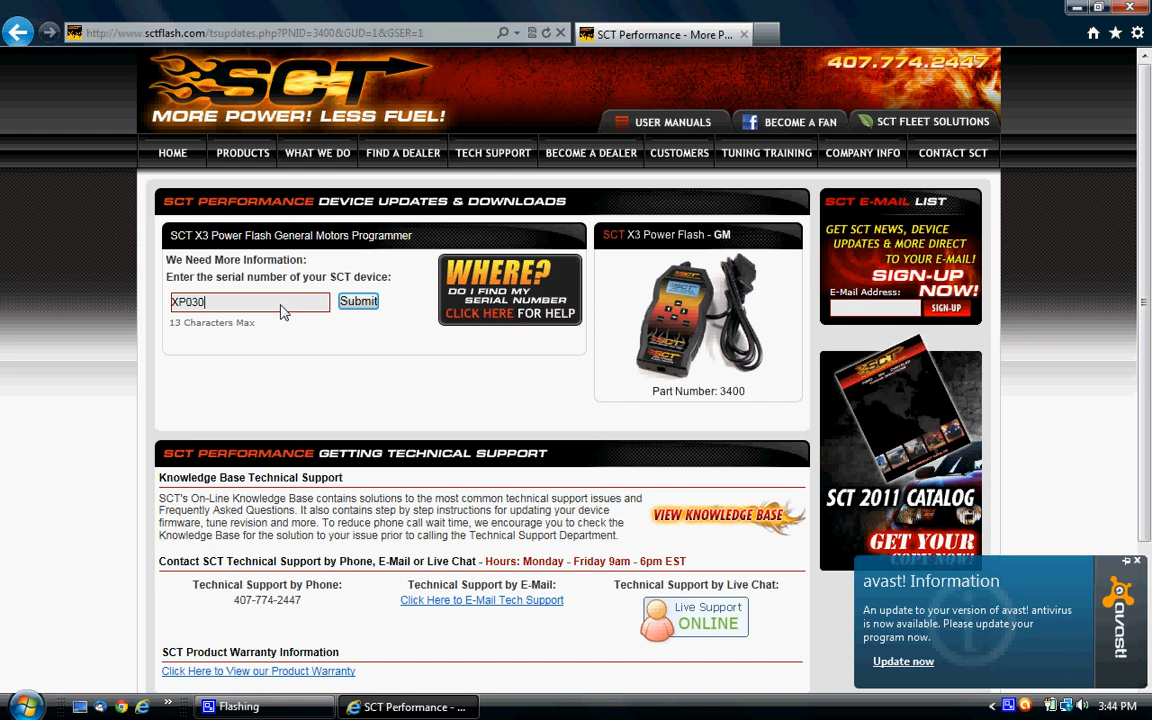 http://www.sctflash.com/tsupdates.php?PNID=3400&GUD=1&GSER=1
SCT Performance - More P...
SCT
MORE POWER! LESS FUEL!
407.774.2447
USER MANUALS
BECOME A FAN
SCT FLEET SOLUTIONS
HOME
PRODUCTS
WHAT WE DO
FIND A DEALER
TECH SUPPORT
BECOME A DEALER
CUSTOMERS
TUNING TRAINING
COMPANY INFO
CONTACT SCT
SCT PERFORMANCE DEVICE UPDATES & DOWNLOADS
SCT X3 Power Flash General Motors Programmer
We Need More Information:
Enter the serial number of your SCT device:
XP030
Submit
13 Characters Max
WHERE?
DO I FIND MY
SERIAL NUMBER
CLICK HERE FOR HELP
SCT X3 Power Flash - GM
Part Number: 3400
SCT E-MAIL LIST
GET SCT NEWS, DEVICE
UPDATES & MORE DIRECT
TO YOUR E-MAIL!
SIGN-UP
NOW!
E-Mail Address:
SIGN-UP
SCT 2011 CATALOG
GET YOUR
COPY NOW!
SCT PERFORMANCE GETTING TECHNICAL SUPPORT
Knowledge Base Technical Support
SCT's On-Line Knowledge Base contains solutions to the most common technical support issues and
Frequently Asked Questions. It also contains step by step instructions for updating your device
firmware, tune revision and more. To reduce phone call wait time, we encourage you to check the
Knowledge Base for the solution to your issue prior to calling the Technical Support Department.
VIEW KNOWLEDGE BASE
Contact SCT Technical Support by Phone, E-Mail or Live Chat - Hours: Monday - Friday 9am - 6pm EST
Technical Support by Phone:
407-774-2447
Technical Support by E-Mail:
Click Here to E-Mail Tech Support
Technical Support by Live Chat:
Live Support
ONLINE
SCT Product Warranty Information
Click Here to View our Product Warranty
avast! Information
An update to your version of avast! antivirus
is now available. Please update your
program now.
Update now
avast!
Flashing
SCT Performance - ...
3:44 PM